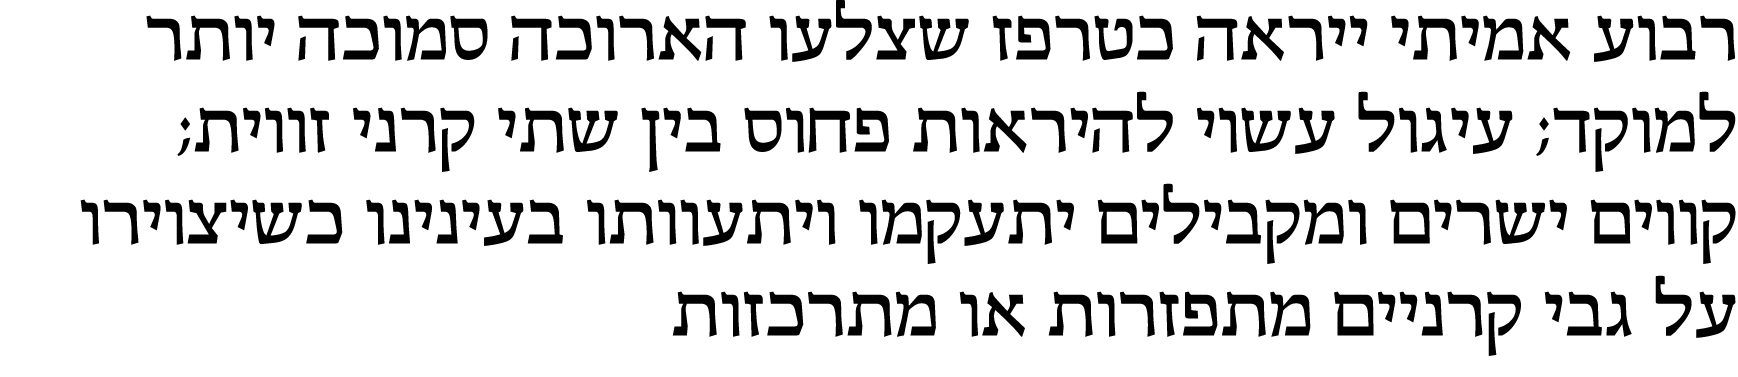 רבוע אמיתי ייראה כטרפז שצלעו הארוכה סמוכה יותר
למוקד; עיגול עשוי להיראות פחוס בין שתי קרני זווית;
קווים ישרים ומקבילים יתעקמו ויתעוותו בעינינו כשיצוירו
על גבי קרניים מתפזרות או מתרכזות